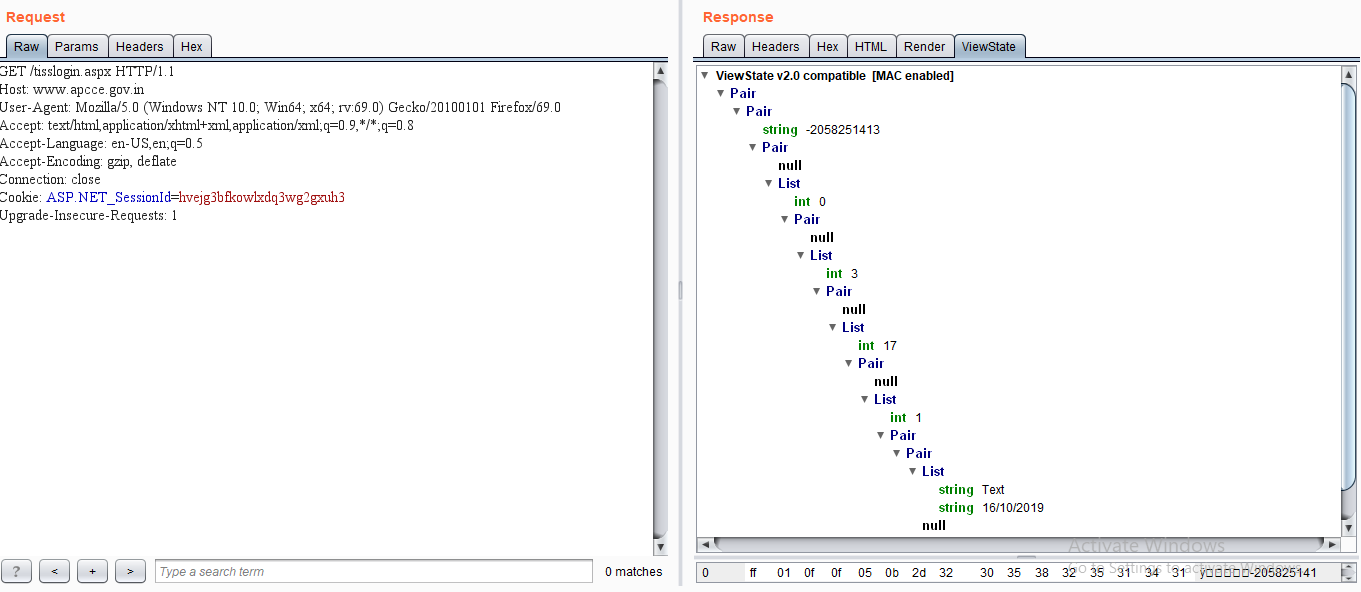 Request
Raw Params Headers Hex
GET /tisslogin.aspx HTTP/1.1
Host: www.apcce.gov.in
User-Agent: Mozilla/5.0 (Windows NT 10.0; Win64; x64; rv:69.0) Gecko/20100101 Firefox/69.0
Accept: text/html,application/xhtml+xml,application/xml;q=0.9,*/*;q=0.8
Accept-Language: en-US,en;q=0.5
Accept-Encoding: gzip, deflate
Connection: close
Cookie: ASP.NET_SessionId=hvejg3bfkowlxdq3wg2gxuh3
Upgrade-Insecure-Requests: 1
? < + > Type a search term 0 matches
Response
Raw Headers Hex HTML Render ViewState
ViewState v2.0 compatible [MAC enabled]
Pair
Pair
string -2058251413
Pair
null
List
int 0
Pair
null
List
int 3
Pair
null
List
int 17
Pair
null
List
int 1
Pair
Pair
List
string Text
string 16/10/2019
null
Activate Windows
Go to Settings to activate Windows.
0 ff 01 0f 0f 05 0b 2d 32 30 35 38 32 35 31 34 31 ÿ□□□□□-205825141